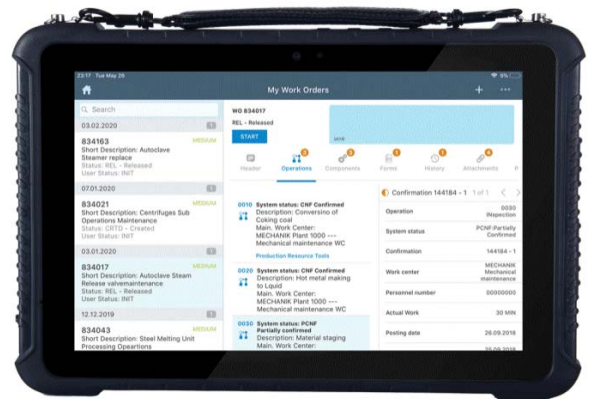 23:17 Tue May 26
9%
My Work Orders
Search
03.02.2020 1
834163 MEDIUM
Short Description: Autoclave
Steamer replace
Status: REL - Released
User Status: INIT
07.01.2020 1
834021 MEDIUM
Short Description: Centrifuges Sub
Operations Maintenance
Status: CRTD - Created
User Status: INIT
03.01.2020 1
834017 MEDIUM
Short Description: Autoclave Steam
Release valvemaintenance
Status: REL - Released
User Status: INIT
12.12.2019 1
834043 MEDIUM
Short Description: Steel Melting Unit
Processing Opeartions
WO 834017
REL - Released
START
Header
Operations
Components
Forms 1
History 1
Attachments
0010 System status: CNF Confirmed
Description: Conversino of
Coking coal
Main. Work Center:
MECHANIK Plant 1000 ---
Mechanical maintenance WC
Production Resource Tools
0020 System status: CNF Confirmed
Description: Hot metal making
to Lquid
Main. Work Center:
MECHANIK Plant 1000 ---
Mechanical maintenance WC
0030 System status: PCNF
Partially confirmed
Description: Material staging
Main. Work Center:
Confirmation 144184 - 1 1 of 1
Operation 0030
INspection
System status PCNF:Partially
Confirmed
Confirmation 144184 - 1
Work center MECHANIK
Mechanical
maintenance
Personnel number 00000000
Actual Work 30 MIN
Posting date 26.09.2018